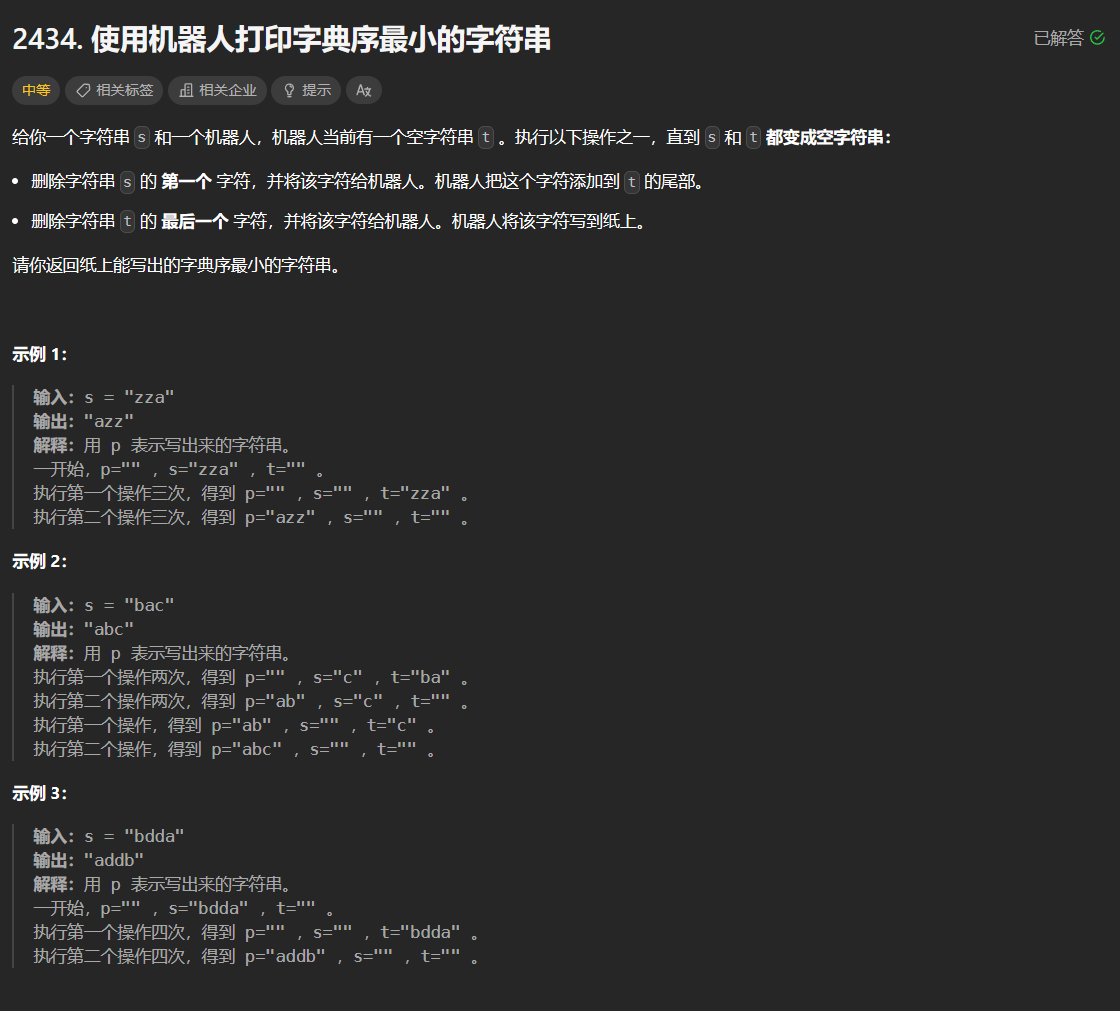 2434. 使用机器人打印字典序最小的字符串
已解答
中等 相关标签 相关企业 提示 Ax
给你一个字符串 s 和一个机器人，机器人当前有一个空字符串 t 。执行以下操作之一，直到 s 和 t 都变成空字符串：
• 删除字符串 s 的 第一个 字符，并将该字符给机器人。机器人把这个字符添加到 t 的尾部。
• 删除字符串 t 的 最后一个 字符，并将该字符给机器人。机器人将该字符写到纸上。
请你返回纸上能写出的字典序最小的字符串。
示例 1：
输入：s = "zza"
输出："azz"
解释：用 p 表示写出来的字符串。
一开始，p="" ，s="zza" ，t="" 。
执行第一个操作三次，得到 p="" ，s="" ，t="zza" 。
执行第二个操作三次，得到 p="azz" ，s="" ，t="" 。
示例 2：
输入：s = "bac"
输出："abc"
解释：用 p 表示写出来的字符串。
执行第一个操作两次，得到 p="" ，s="c" ，t="ba" 。
执行第二个操作两次，得到 p="ab" ，s="c" ，t="" 。
执行第一个操作，得到 p="ab" ，s="" ，t="c" 。
执行第二个操作，得到 p="abc" ，s="" ，t="" 。
示例 3：
输入：s = "bdda"
输出："addb"
解释：用 p 表示写出来的字符串。
一开始，p="" ，s="bdda" ，t="" 。
执行第一个操作四次，得到 p="" ，s="" ，t="bdda" 。
执行第二个操作四次，得到 p="addb" ，s="" ，t="" 。